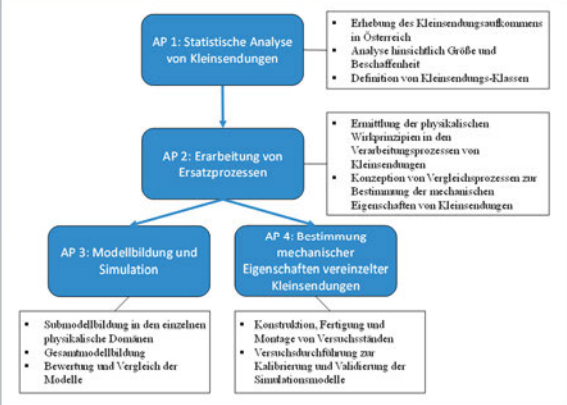 AP 1: Statistische Analyse
von Kleinsendungen
▪ Erhebung des Kleinsendungsaufkommens
in Österreich
▪ Analyse hinsichtlich Größe und
Beschaffenheit
▪ Definition von Kleinsendungs-Klassen
AP 2: Erarbeitung von
Ersatzprozessen
▪ Ermittlung der physikalischen
Wirkprinzipien in den
Verarbeitungsprozessen von
Kleinsendungen
▪ Konzeption von Vergleichsprozessen zur
Bestimmung der mechanischen
Eigenschaften von Kleinsendungen
AP 3: Modellbildung und
Simulation
▪ Submodellbildung in den einzelnen
physikalische Domänen
▪ Gesamtmodellbildung
▪ Bewertung und Vergleich der
Modelle
AP 4: Bestimmung
mechanischer
Eigenschaften vereinzelter
Kleinsendungen
▪ Konstruktion, Fertigung und
Montage von Versuchsständen
▪ Versuchsdurchführung zur
Kalibrierung und Validierung der
Simulationsmodelle